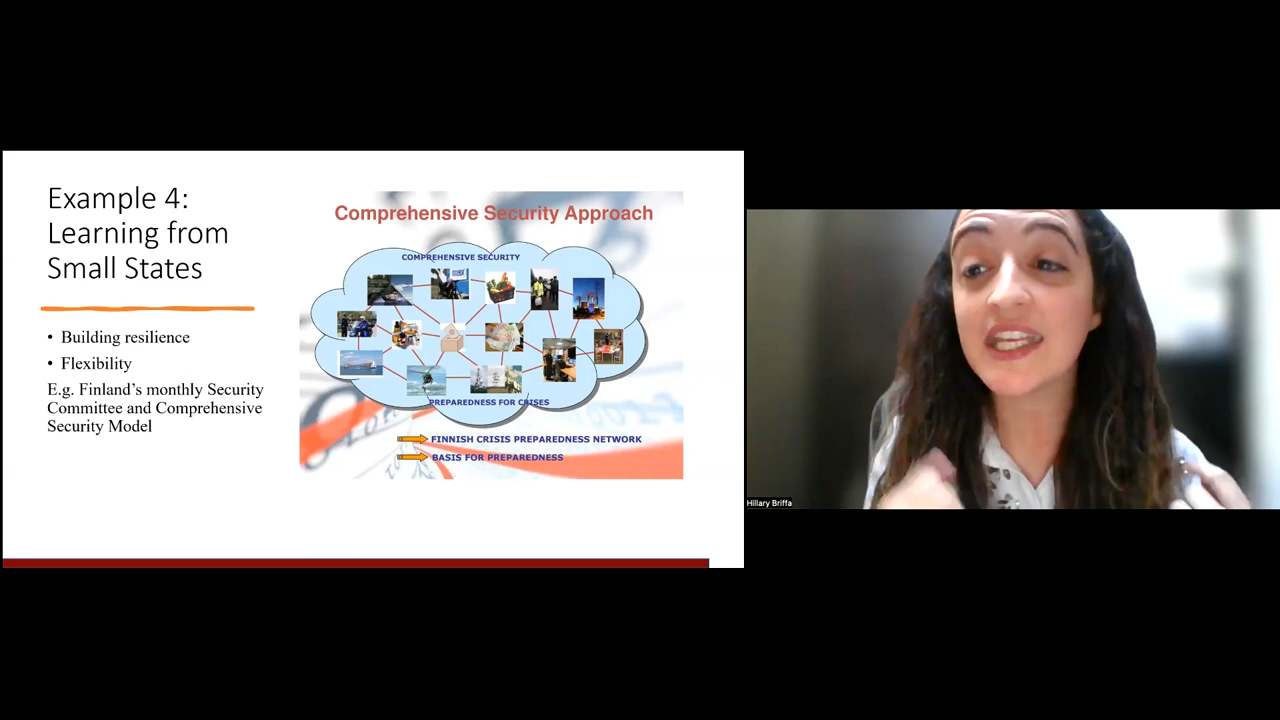 Example 4:
Learning from
Small States
• Building resilience
• Flexibility
E.g. Finland’s monthly Security
Committee and Comprehensive
Security Model
Comprehensive Security Approach
COMPREHENSIVE SECURITY
PREPAREDNESS FOR CRISES
FINNISH CRISIS PREPAREDNESS NETWORK
BASIS FOR PREPAREDNESS
Hillary Briffa